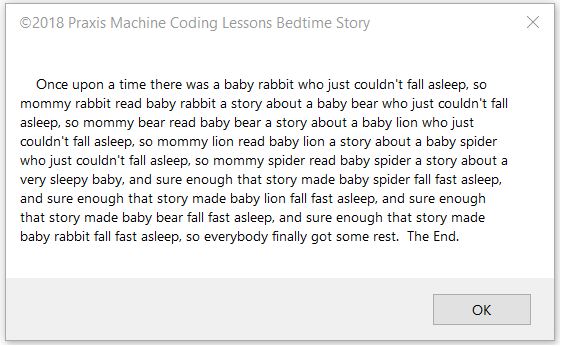 ©2018 Praxis Machine Coding Lessons Bedtime Story
Once upon a time there was a baby rabbit who just couldn't fall asleep, so
mommy rabbit read baby rabbit a story about a baby bear who just couldn't fall
asleep, so mommy bear read baby bear a story about a baby lion who just
couldn't fall asleep, so mommy lion read baby lion a story about a baby spider
who just couldn't fall asleep, so mommy spider read baby spider a story about a
very sleepy baby, and sure enough that story made baby spider fall fast asleep,
and sure enough that story made baby lion fall fast asleep, and sure enough
that story made baby bear fall fast asleep, and sure enough that story made
baby rabbit fall fast asleep, so everybody finally got some rest.  The End.
OK